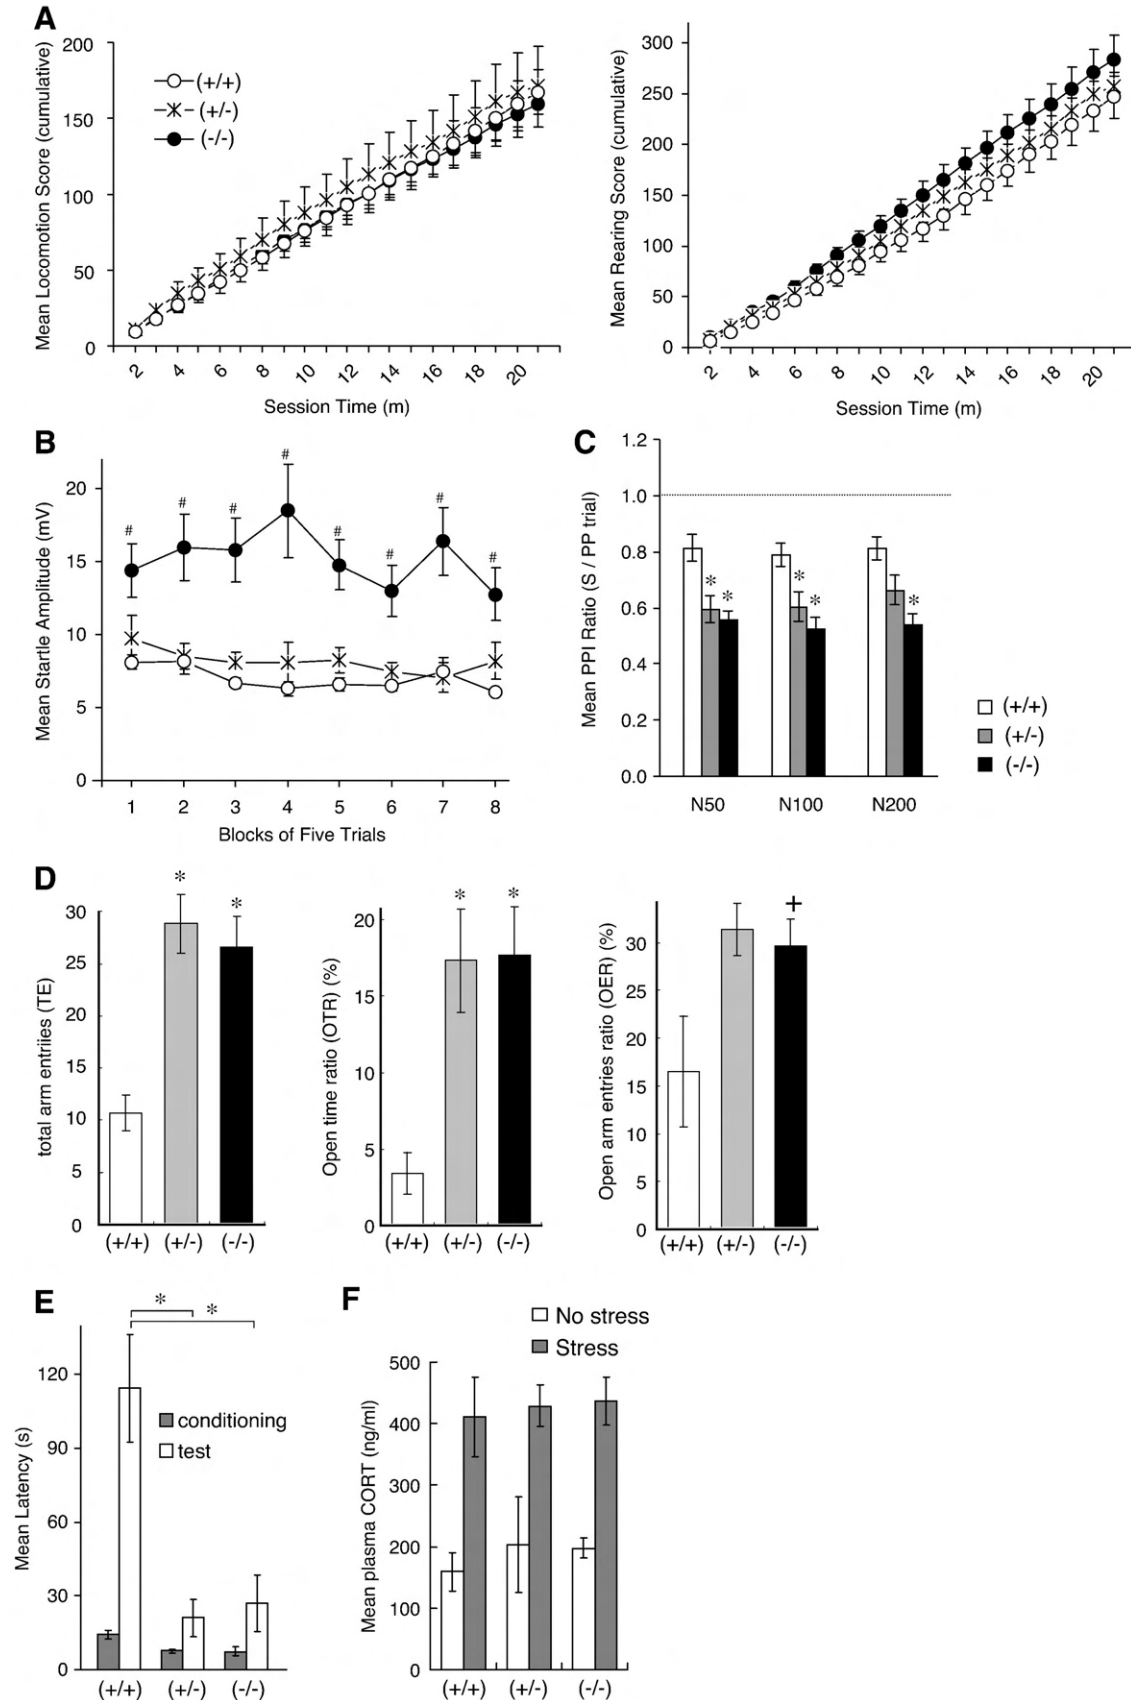 A
Mean Locomotion Score (cumulative)
200
150
100
50
0
(+/+)
(+/-)
(-/-)
2 4 6 8 10 12 14 16 18 20
Session Time (m)
Mean Rearing Score (cumulative)
300
250
200
150
100
50
0
2 4 6 8 10 12 14 16 18 20
Session Time (m)
B
Mean Startle Amplitude (mV)
20
15
10
5
0
# # # # # # # #
1 2 3 4 5 6 7 8
Blocks of Five Trials
C
Mean PPI Ratio (S / PP trial)
1.2
1.0
0.8
0.6
0.4
0.2
0.0
* * * * *
N50 N100 N200
(+/+)
(+/-)
(-/-)
D
total arm entriies (TE)
30
25
20
15
10
5
0
* *
(+/+) (+/-) (-/-)
Open time ratio (OTR) (%)
20
15
10
5
0
* *
(+/+) (+/-) (-/-)
Open arm entries ratio (OER) (%)
30
25
20
15
10
5
0
+
(+/+) (+/-) (-/-)
E
Mean Latency (s)
120
90
60
30
0
* *
conditioning
test
(+/+) (+/-) (-/-)
F
No stress
Stress
Mean plasma CORT (ng/ml)
500
400
300
200
100
0
(+/+) (+/-) (-/-)